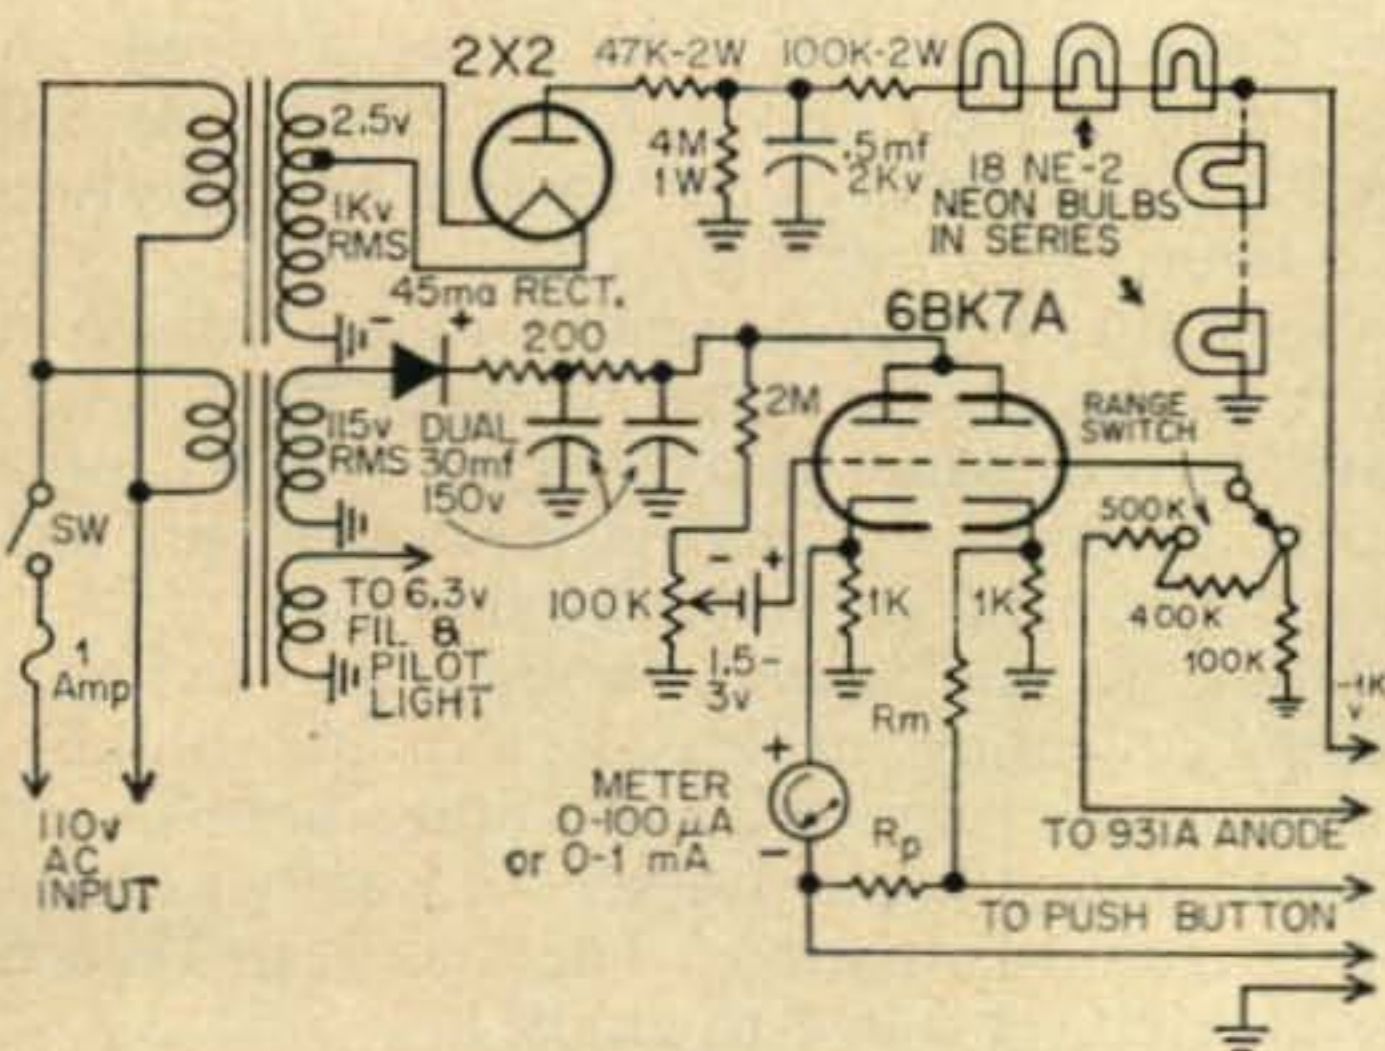 2X2
47K-2W
100K-2W
2.5v
1Kv
RMS
4M
1W
.5mf
2Kv
18 NE-2
NEON BULBS
IN SERIES
45ma RECT.
- +
200
6BK7A
115v
RMS
DUAL
30mf
150v
2M
RANGE
SWITCH
500K
400K
100K
SW
1
Amp
TO 6.3v
FIL &
PILOT
LIGHT
100K
- +
1.5-
3v
1K
1K
Rm
-1K
v
+
METER
0-100 μA
or 0-1 mA
-
Rp
TO 931A ANODE
TO PUSH BUTTON
110v
AC
INPUT